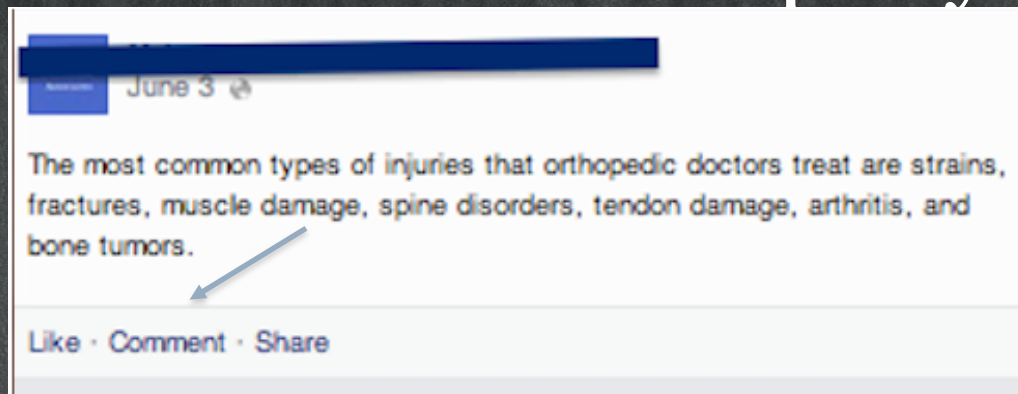 June 3
The most common types of injuries that orthopedic doctors treat are strains,
fractures, muscle damage, spine disorders, tendon damage, arthritis, and
bone tumors.
Like · Comment · Share